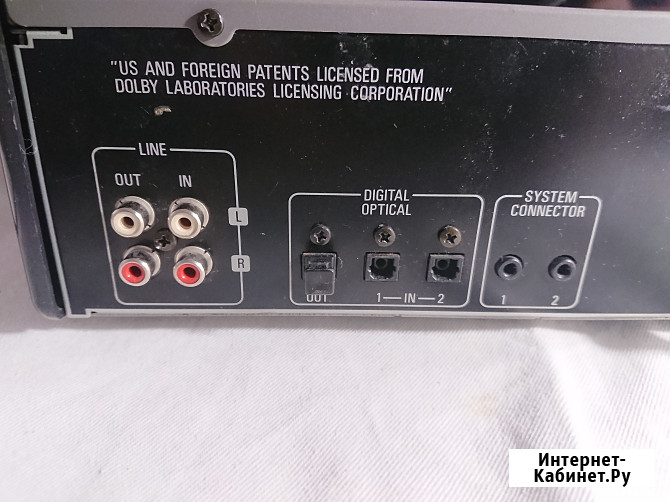 "US AND FOREIGN PATENTS LICENSED FROM
DOLBY LABORATORIES LICENSING CORPORATION"
LINE
OUT IN
L
R
DIGITAL
OPTICAL
OUT 1 IN 2
SYSTEM
CONNECTOR
1 2
Интернет-
Кабинет.Ру